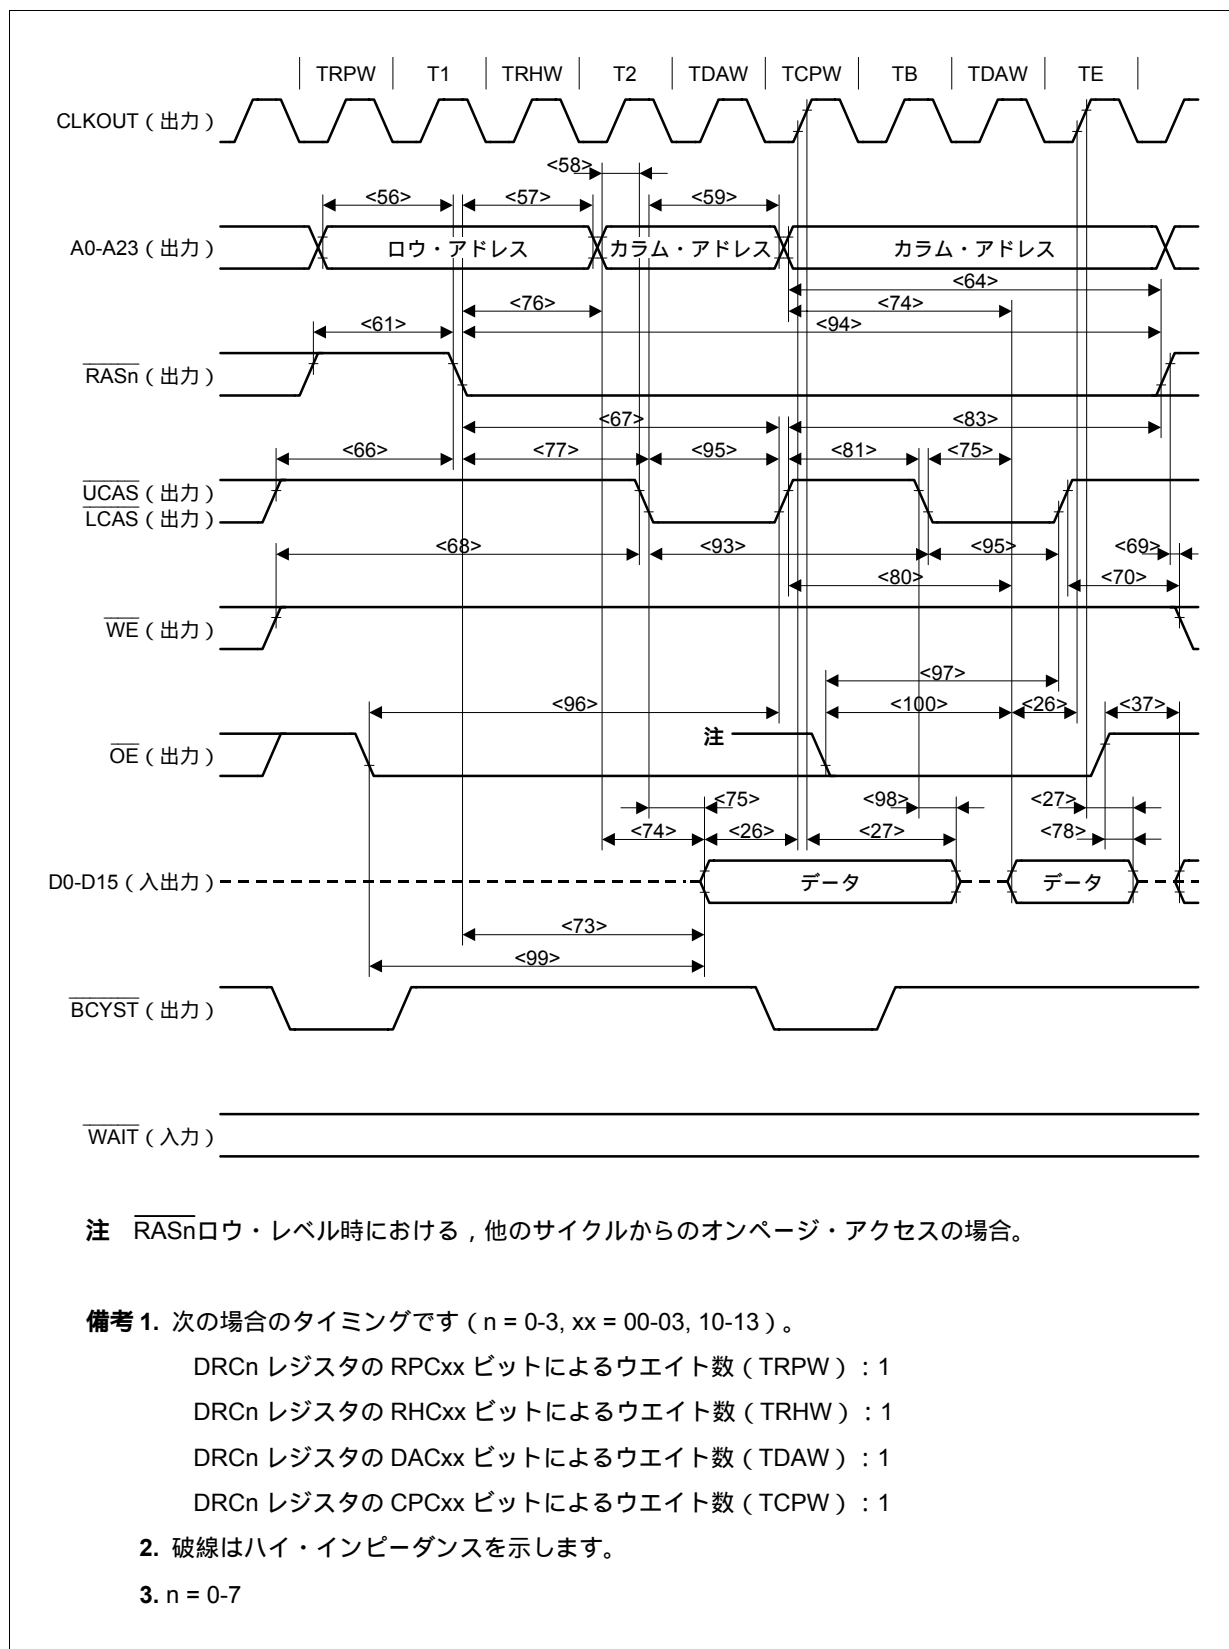 TRPW T1 TRHW T2 TDAW TCPW TB TDAW TE
CLKOUT（出力）
<58>
<56> <57> <59>
A0-A23（出力） ロウ・アドレス カラム・アドレス カラム・アドレス
<64>
<76> <74>
<61> <94>
RASn（出力）
<67> <83>
<66> <77> <95> <81> <75>
UCAS（出力）
LCAS（出力）
<68> <93> <95> <69>
<80> <70>
WE（出力）
<97>
<96> <100> <26> <37>
注
OE（出力）
<75> <98> <27>
<74> <26> <27> <78>
D0-D15（入出力） データ データ
<73>
<99>
BCYST（出力）
WAIT（入力）
注 RASnロウ・レベル時における，他のサイクルからのオンページ・アクセスの場合。
備考 1. 次の場合のタイミングです（n = 0-3, xx = 00-03, 10-13）。
DRCn レジスタの RPCxx ビットによるウエイト数（TRPW）：1
DRCn レジスタの RHCxx ビットによるウエイト数（TRHW）：1
DRCn レジスタの DACxx ビットによるウエイト数（TDAW）：1
DRCn レジスタの CPCxx ビットによるウエイト数（TCPW）：1
2. 破線はハイ・インピーダンスを示します。
3. n = 0-7